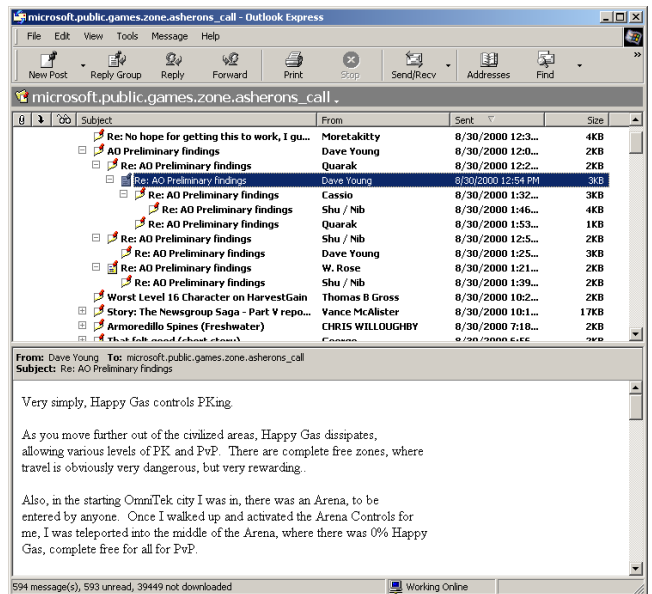 microsoft.public.games.zone.asherons_call - Outlook Express
File Edit View Tools Message Help
New Post Reply Group Reply Forward Print Stop Send/Recv Addresses Find »
microsoft.public.games.zone.asherons_call
Subject From Sent Size
Re: No hope for getting this to work, I gu... Moretakitty 8/30/2000 12:3... 4KB
AO Preliminary findings Dave Young 8/30/2000 12:0... 2KB
Re: AO Preliminary findings Quarak 8/30/2000 12:2... 2KB
Re: AO Preliminary findings Dave Young 8/30/2000 12:54 PM 3KB
Re: AO Preliminary findings Cassio 8/30/2000 1:32... 3KB
Re: AO Preliminary findings Shu / Nib 8/30/2000 1:46... 4KB
Re: AO Preliminary findings Quarak 8/30/2000 1:53... 1KB
Re: AO Preliminary findings Shu / Nib 8/30/2000 12:5... 2KB
Re: AO Preliminary findings Dave Young 8/30/2000 1:25... 3KB
Re: AO Preliminary findings W. Rose 8/30/2000 1:21... 2KB
Re: AO Preliminary findings Shu / Nib 8/30/2000 1:39... 2KB
Worst Level 16 Character on HarvestGain Thomas B Gross 8/30/2000 10:2... 2KB
Story: The Newsgroup Saga - Part V repo... Vance McAlister 8/30/2000 10:1... 17KB
Armoredillo Spines (Freshwater) CHRIS WILLOUGHBY 8/30/2000 7:18... 2KB
That felt good (short story) George 8/30/2000 6:56... 2KB
From: Dave Young To: microsoft.public.games.zone.asherons_call
Subject: Re: AO Preliminary findings
Very simply, Happy Gas controls PKing.
As you move further out of the civilized areas, Happy Gas dissipates,
allowing various levels of PK and PvP. There are complete free zones, where
travel is obviously very dangerous, but very rewarding..
Also, in the starting OmniTek city I was in, there was an Arena, to be
entered by anyone. Once I walked up and activated the Arena Controls for
me, I was teleported into the middle of the Arena, where there was 0% Happy
Gas, complete free for all for PvP.
594 message(s), 593 unread, 39449 not downloaded Working Online